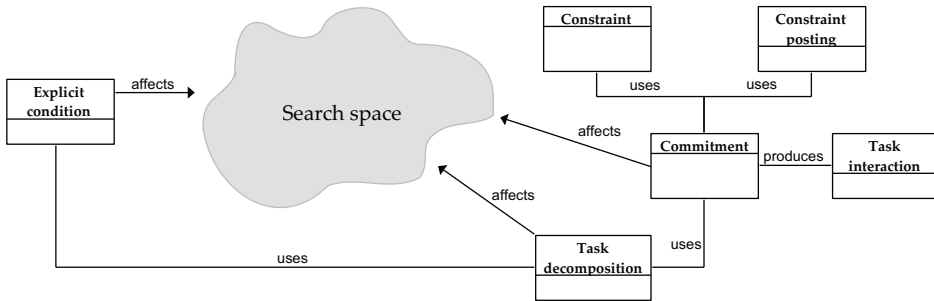 Constraint
Constraint
posting
Explicit
condition
affects
uses
uses
Search space
affects
Commitment
produces
Task
interaction
affects
uses
Task
decomposition
uses